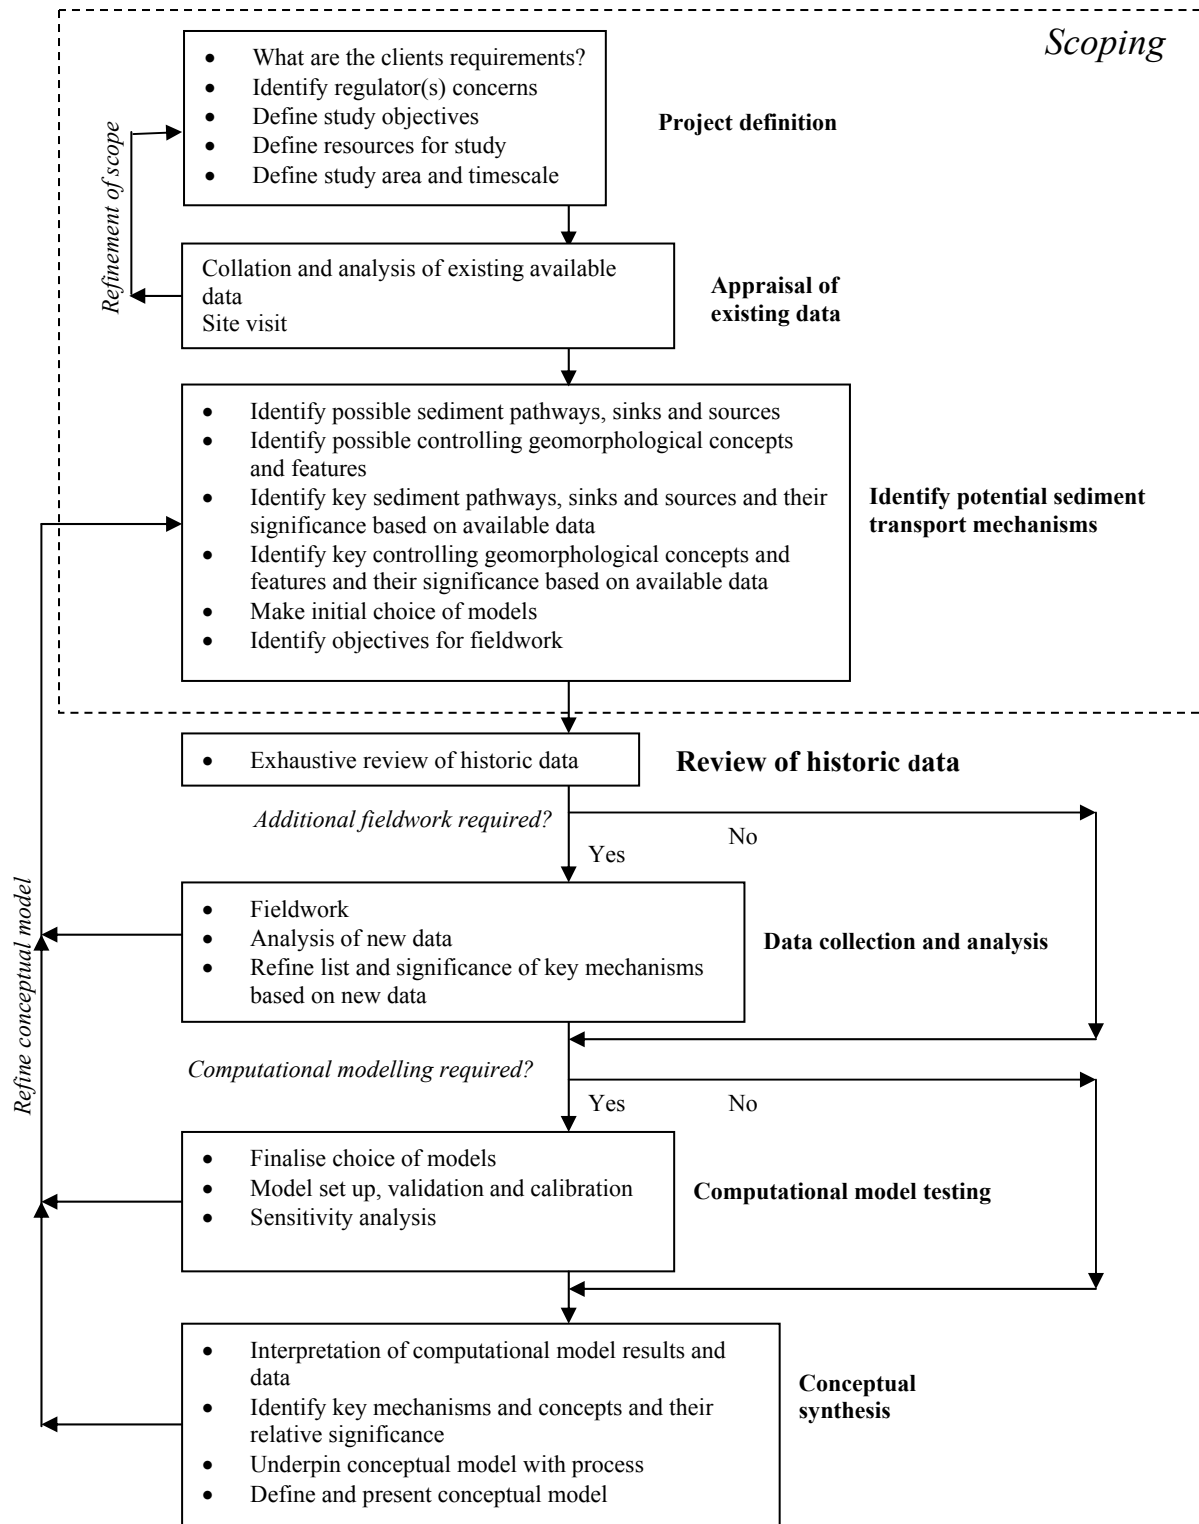 Scoping
• What are the clients requirements?
• Identify regulator(s) concerns
• Define study objectives
• Define resources for study
• Define study area and timescale
Project definition
Refinement of scope
Collation and analysis of existing available
data
Site visit
Appraisal of
existing data
• Identify possible sediment pathways, sinks and sources
• Identify possible controlling geomorphological concepts
and features
• Identify key sediment pathways, sinks and sources and their
significance based on available data
• Identify key controlling geomorphological concepts and
features and their significance based on available data
• Make initial choice of models
• Identify objectives for fieldwork
Identify potential sediment
transport mechanisms
• Exhaustive review of historic data
Review of historic data
Additional fieldwork required?
No
Yes
• Fieldwork
• Analysis of new data
• Refine list and significance of key mechanisms
based on new data
Data collection and analysis
Refine conceptual model
Computational modelling required?
Yes
No
• Finalise choice of models
• Model set up, validation and calibration
• Sensitivity analysis
Computational model testing
• Interpretation of computational model results and
data
• Identify key mechanisms and concepts and their
relative significance
• Underpin conceptual model with process
• Define and present conceptual model
Conceptual
synthesis